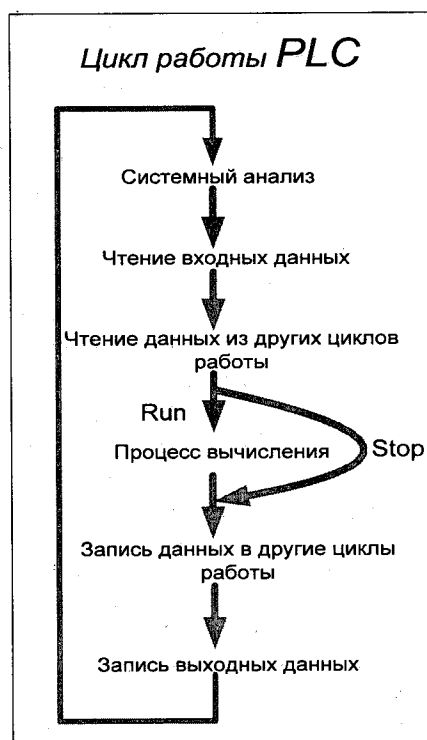 Цикл работы PLC
Системный анализ
Чтение входных данных
Чтение данных из других циклов
работы
Run
Процесс вычисления
Stop
Запись данных в другие циклы
работы
Запись выходных данных